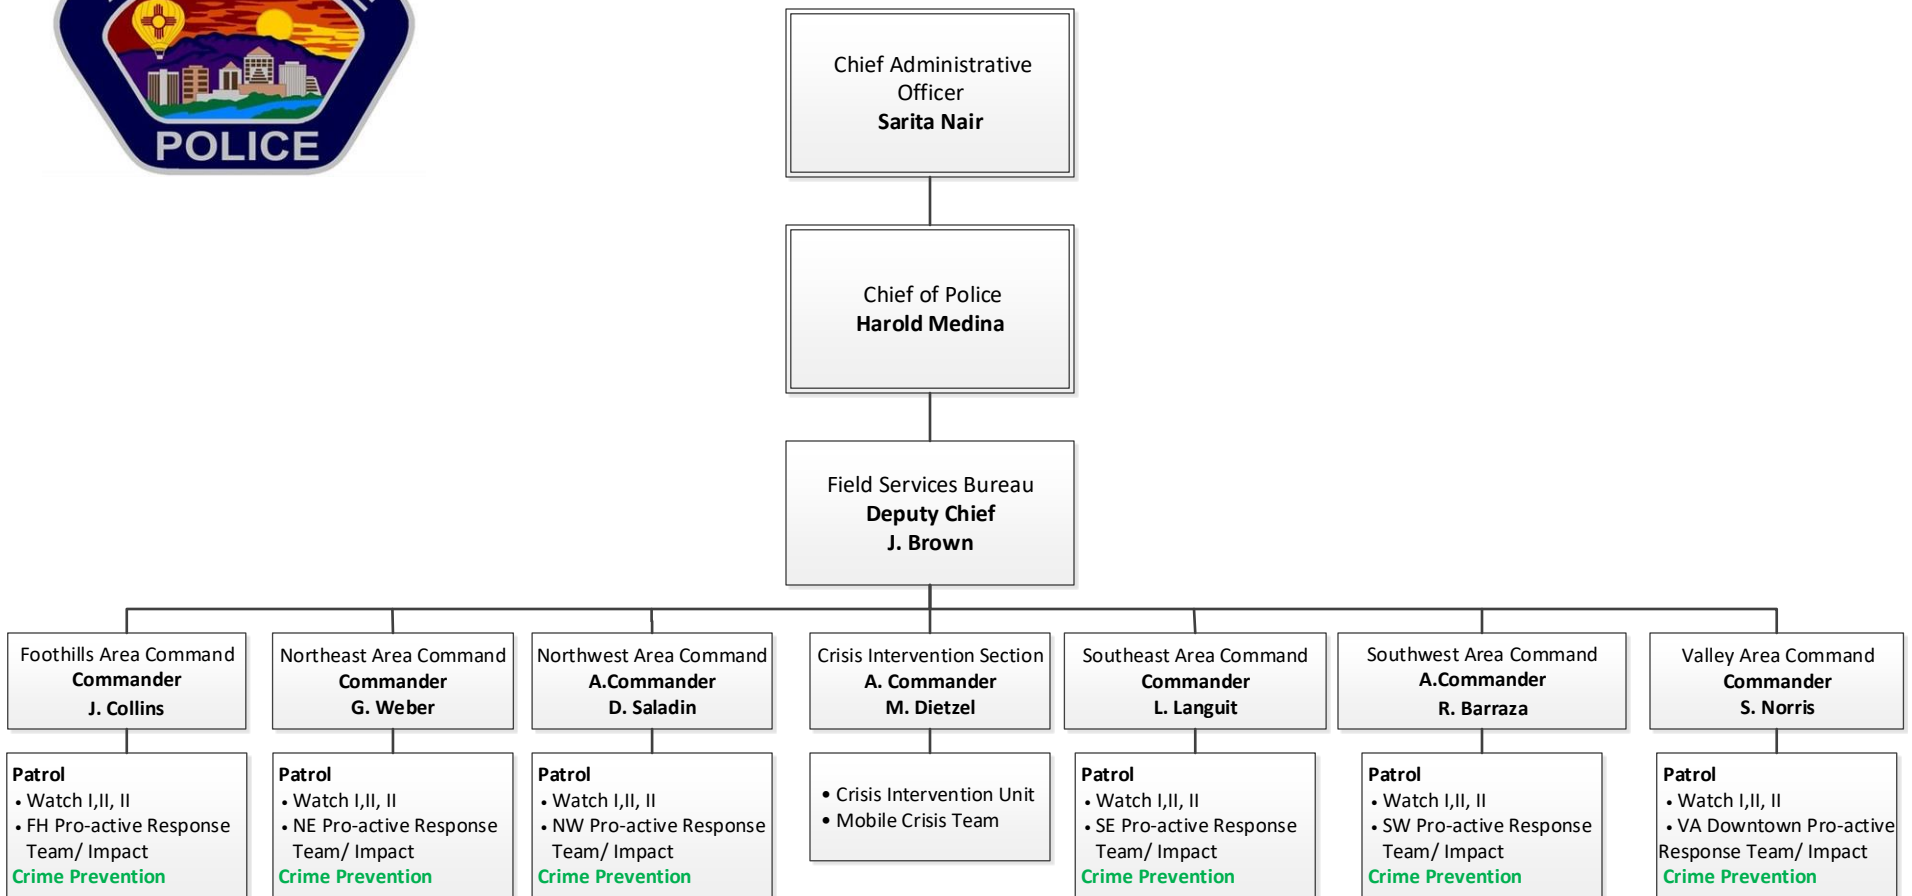 POLICE
Chief Administrative
Officer
Sarita Nair
Chief of Police
Harold Medina
Field Services Bureau
Deputy Chief
J. Brown
Foothills Area Command
Commander
J. Collins
Northeast Area Command
Commander
G. Weber
Northwest Area Command
A.Commander
D. Saladin
Crisis Intervention Section
A. Commander
M. Dietzel
Southeast Area Command
Commander
L. Languit
Southwest Area Command
A.Commander
R. Barraza
Valley Area Command
Commander
S. Norris
Patrol
• Watch I,II, II
• FH Pro-active Response
Team/ Impact
Crime Prevention
Patrol
• Watch I,II, II
• NE Pro-active Response
Team/ Impact
Crime Prevention
Patrol
• Watch I,II, II
• NW Pro-active Response
Team/ Impact
Crime Prevention
• Crisis Intervention Unit
• Mobile Crisis Team
Patrol
• Watch I,II, II
• SE Pro-active Response
Team/ Impact
Crime Prevention
Patrol
• Watch I,II, II
• SW Pro-active Response
Team/ Impact
Crime Prevention
Patrol
• Watch I,II, II
• VA Downtown Pro-active
Response Team/ Impact
Crime Prevention